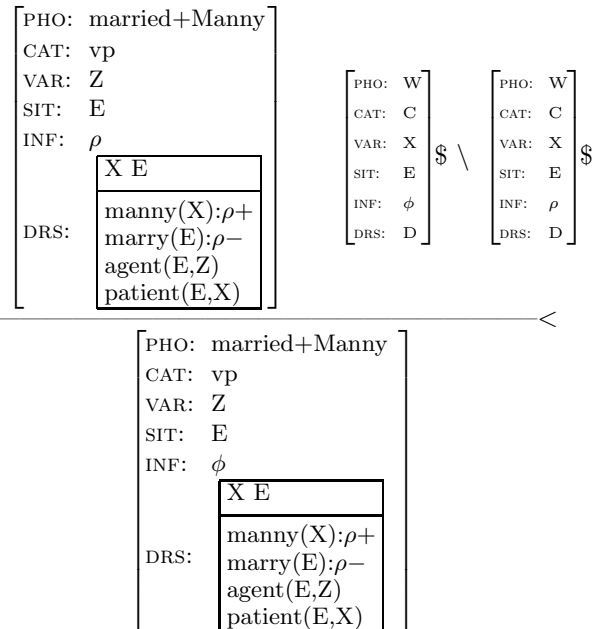 PHO: married+Manny
CAT: vp
VAR: Z
SIT: E
INF: ρ
X E
DRS: manny(X):ρ+
marry(E):ρ−
agent(E,Z)
patient(E,X)
PHO: W
CAT: C
VAR: X
SIT: E
INF: ϕ
DRS: D
$ \
PHO: W
CAT: C
VAR: X
SIT: E
INF: ρ
DRS: D
$
<
PHO: married+Manny
CAT: vp
VAR: Z
SIT: E
INF: ϕ
X E
DRS: manny(X):ρ+
marry(E):ρ−
agent(E,Z)
patient(E,X)